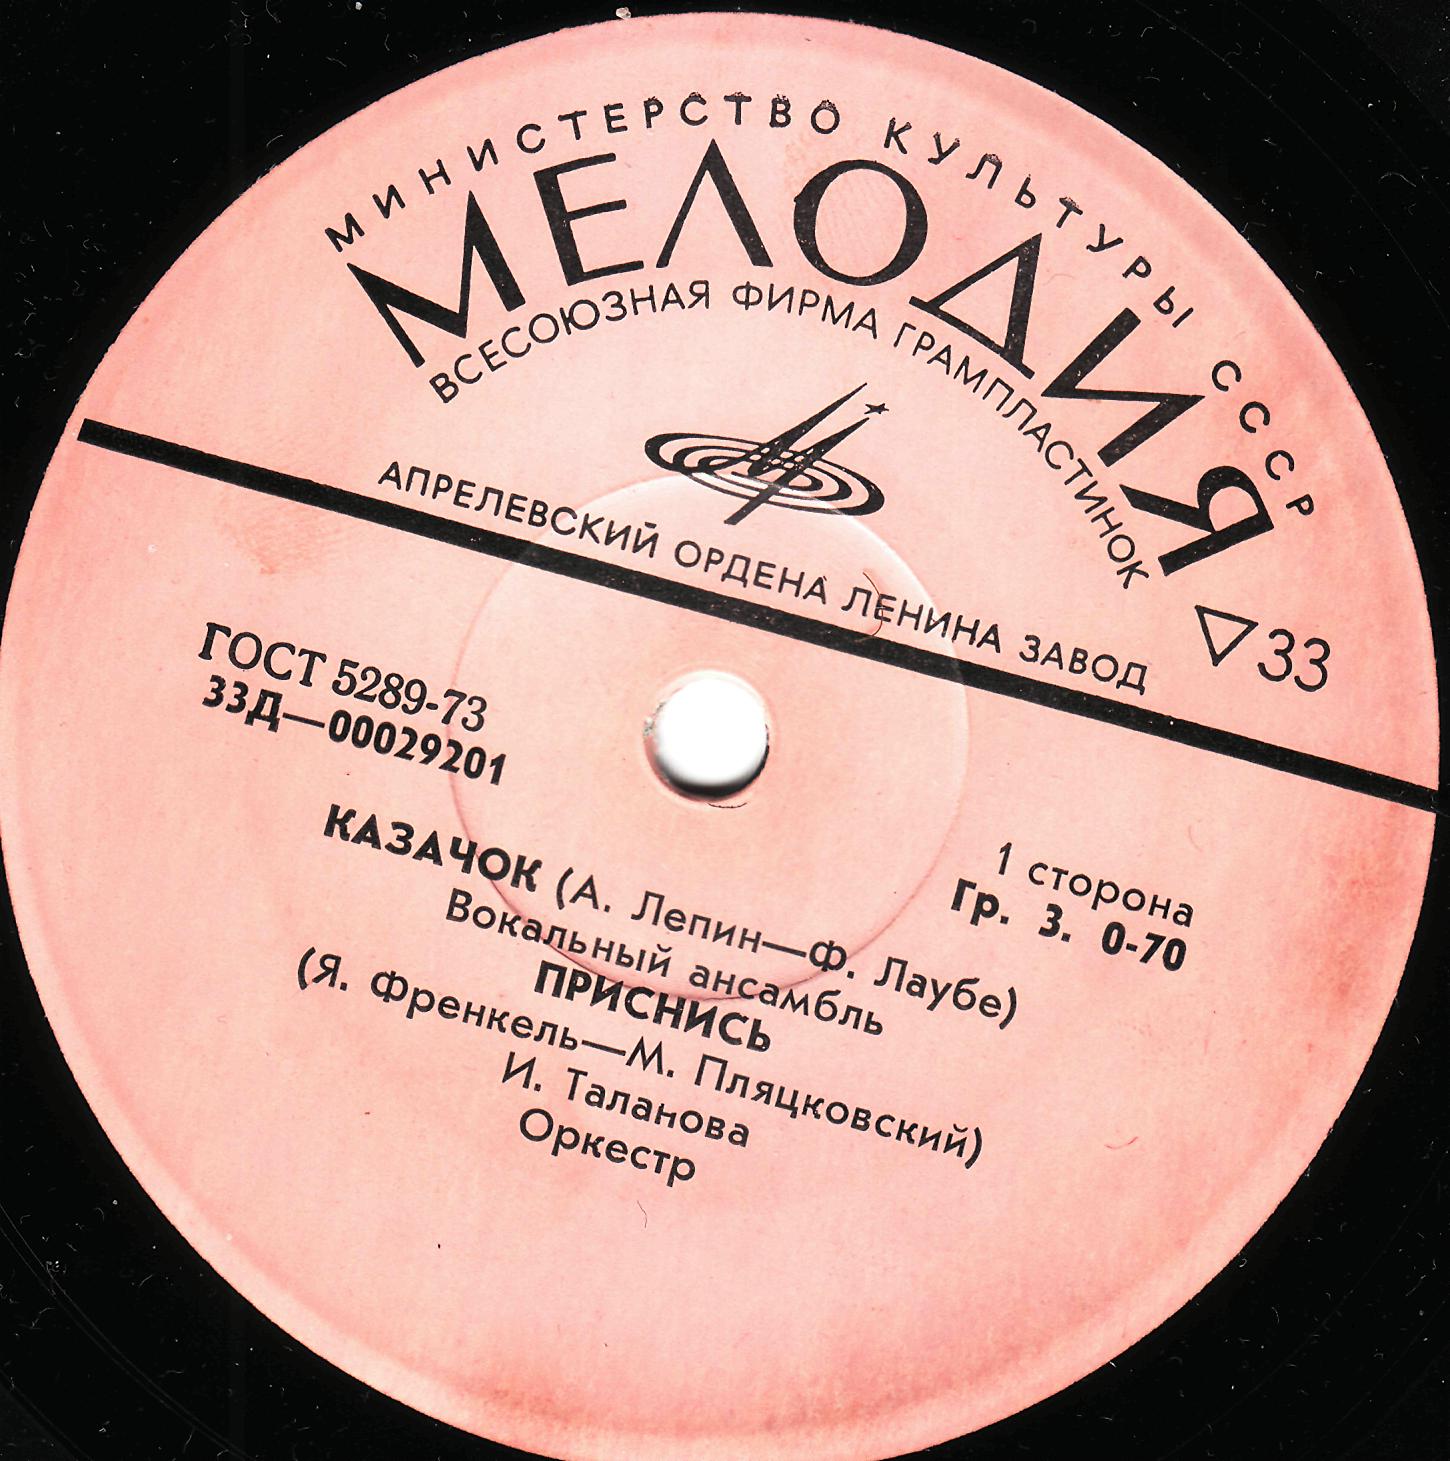 МИНИСТЕРСТВО КУЛЬТУРЫ СССР
МЕЛОДИЯ
ВСЕСОЮЗНАЯ ФИРМА ГРАМПЛАСТИНОК
АПРЕЛЕВСКИЙ ОРДЕНА ЛЕНИНА ЗАВОД
▽33
ГОСТ 5289-73
33Д—00029201
1 сторона
Гр. 3. 0-70
КАЗАЧОК (А. Лепин—Ф. Лаубе)
Вокальный ансамбль
ПРИСНИСЬ
(Я. Френкель—М. Пляцковский)
И. Таланова
Оркестр